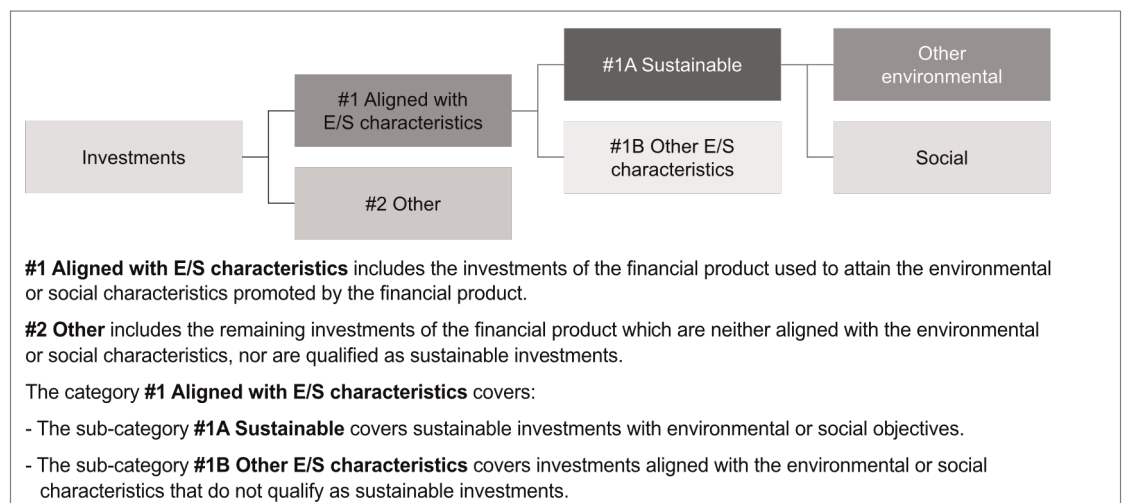 Investments
#1 Aligned with
E/S characteristics
#2 Other
#1A Sustainable
#1B Other E/S
characteristics
Other
environmental
Social
#1 Aligned with E/S characteristics includes the investments of the financial product used to attain the environmental
or social characteristics promoted by the financial product.
#2 Other includes the remaining investments of the financial product which are neither aligned with the environmental
or social characteristics, nor are qualified as sustainable investments.
The category #1 Aligned with E/S characteristics covers:
- The sub-category #1A Sustainable covers sustainable investments with environmental or social objectives.
- The sub-category #1B Other E/S characteristics covers investments aligned with the environmental or social
characteristics that do not qualify as sustainable investments.